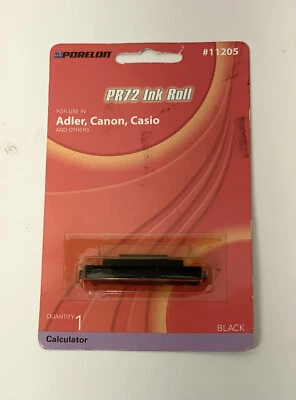 PORELON
#11205
PR72 Ink Roll
FOR USE IN
Adler, Canon, Casio
AND OTHERS
QUANTITY 1
BLACK
Calculator